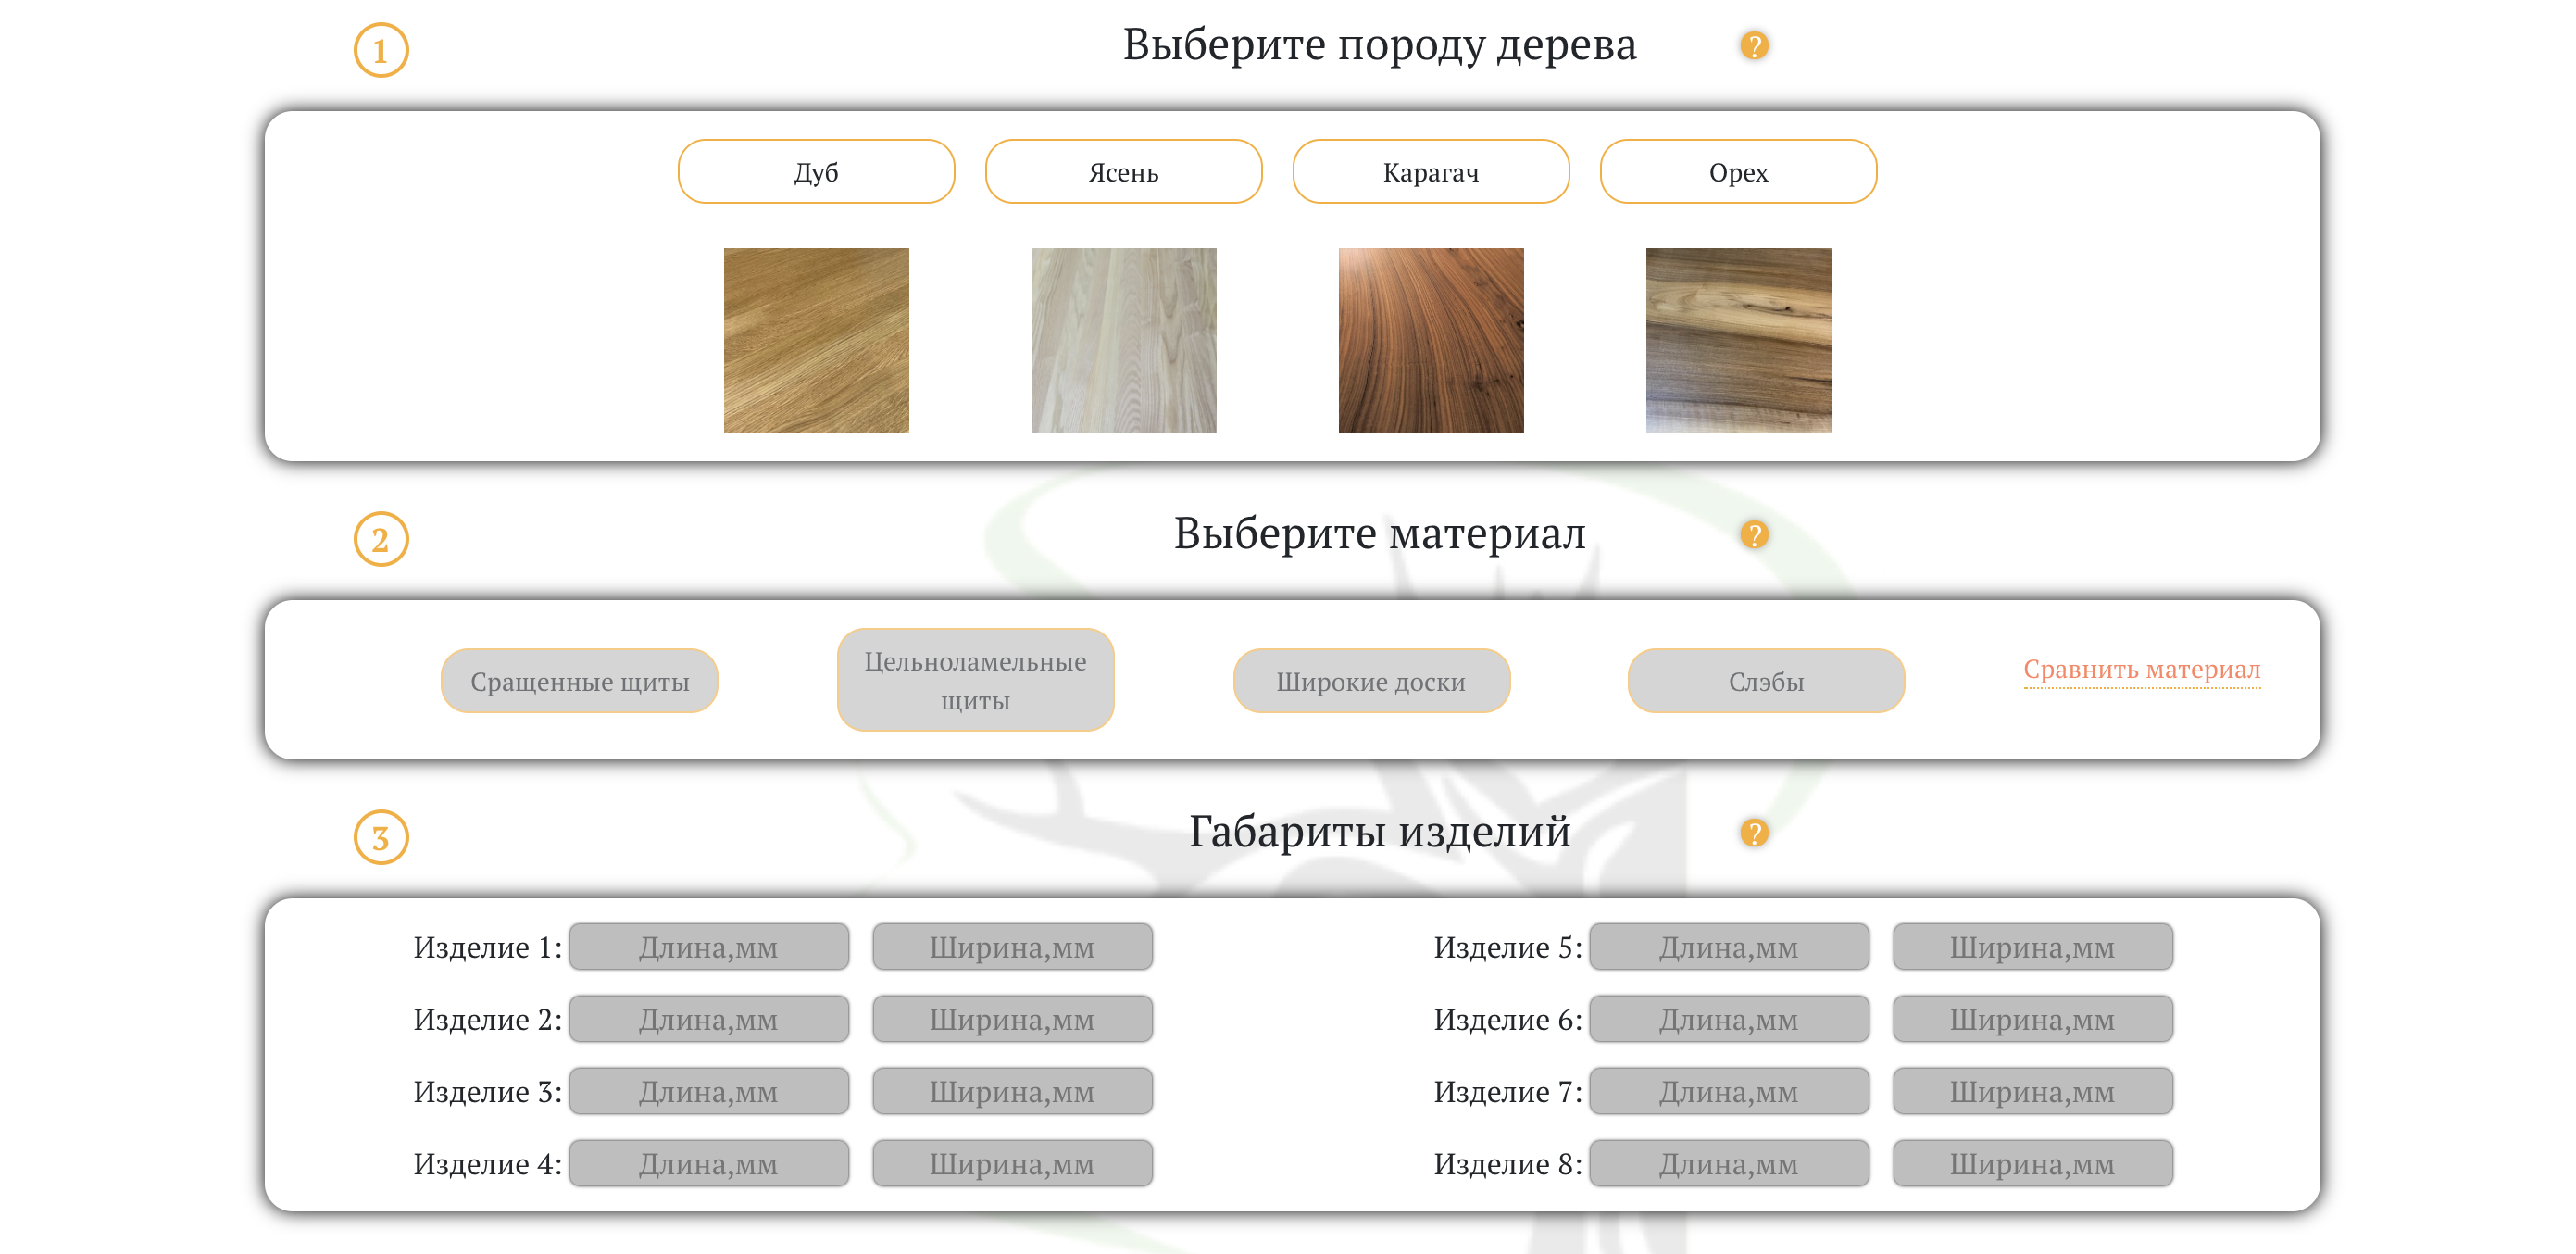 1
Выберите породу дерева ?
Дуб
Ясень
Карагач
Орех
2
Выберите материал ?
Сращенные щиты
Цельноламельные
щиты
Широкие доски
Слэбы
Сравнить материал
3
Габариты изделий ?
Изделие 1: Длина,мм Ширина,мм
Изделие 2: Длина,мм Ширина,мм
Изделие 3: Длина,мм Ширина,мм
Изделие 4: Длина,мм Ширина,мм
Изделие 5: Длина,мм Ширина,мм
Изделие 6: Длина,мм Ширина,мм
Изделие 7: Длина,мм Ширина,мм
Изделие 8: Длина,мм Ширина,мм